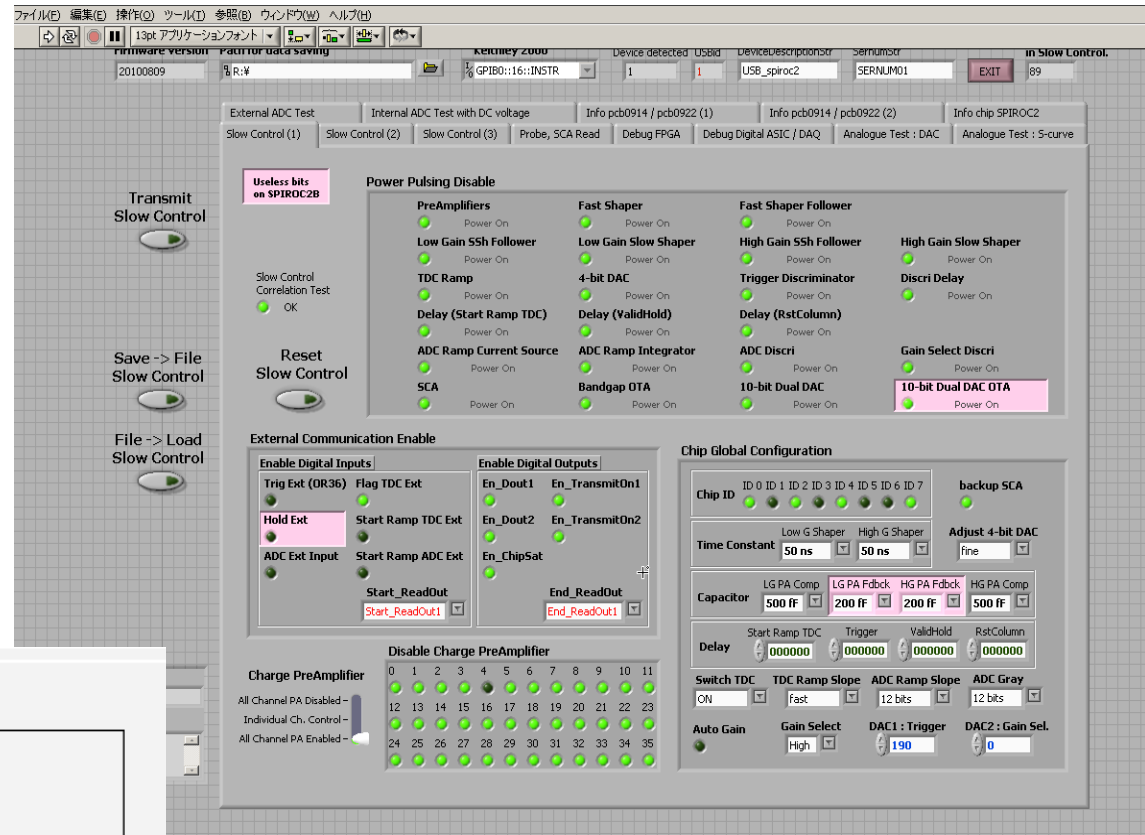 ファイル(F) 編集(E) 操作(O) ツール(T) 参照(B) ウィンドウ(W) ヘルプ(H)
13pt アプリケーションフォント
Firmware version Path for data saving Keithley 2000 Device detected USBid DeviceDescriptionStr SernumStr in Slow Control.
20100809 R:¥ GPIB0::16::INSTR 1 1 USB_spiroc2 SERNUM01 EXIT 89
External ADC Test Internal ADC Test with DC voltage Info pcb0914 / pcb0922 (1) Info pcb0914 / pcb0922 (2) Info chip SPIROC2
Slow Control (1) Slow Control (2) Slow Control (3) Probe, SCA Read Debug FPGA Debug Digital ASIC / DAQ Analogue Test : DAC Analogue Test : S-curve
Transmit
Slow Control
Useless bits
on SPIROC2B
Slow Control
Correlation Test
OK
Save -> File
Slow Control
Reset
Slow Control
File -> Load
Slow Control
Power Pulsing Disable
PreAmplifiers Fast Shaper Fast Shaper Follower
Power On Power On Power On
Low Gain SSh Follower Low Gain Slow Shaper High Gain SSh Follower High Gain Slow Shaper
Power On Power On Power On Power On
TDC Ramp 4-bit DAC Trigger Discriminator Discri Delay
Power On Power On Power On Power On
Delay (Start Ramp TDC) Delay (ValidHold) Delay (RstColumn)
Power On Power On Power On
ADC Ramp Current Source ADC Ramp Integrator ADC Discri Gain Select Discri
Power On Power On Power On Power On
SCA Bandgap OTA 10-bit Dual DAC 10-bit Dual DAC OTA
Power On Power On Power On Power On
External Communication Enable
Enable Digital Inputs Enable Digital Outputs
Trig Ext (OR36) Flag TDC Ext En_Dout1 En_TransmitOn1
Hold Ext Start Ramp TDC Ext En_Dout2 En_TransmitOn2
ADC Ext Input Start Ramp ADC Ext En_ChipSat
Start_ReadOut End_ReadOut
Start_ReadOut1 End_ReadOut1
Charge PreAmplifier
All Channel PA Disabled
Individual Ch. Control
All Channel PA Enabled
Disable Charge PreAmplifier
0 1 2 3 4 5 6 7 8 9 10 11
12 13 14 15 16 17 18 19 20 21 22 23
24 25 26 27 28 29 30 31 32 33 34 35
Chip Global Configuration
Chip ID ID 0 ID 1 ID 2 ID 3 ID 4 ID 5 ID 6 ID 7 backup SCA
Low G Shaper High G Shaper Adjust 4-bit DAC
Time Constant 50 ns 50 ns fine
LG PA Comp LG PA Fdbck HG PA Fdbck HG PA Comp
Capacitor 500 fF 200 fF 200 fF 500 fF
Start Ramp TDC Trigger ValidHold RstColumn
Delay 000000 000000 000000 000000
Switch TDC TDC Ramp Slope ADC Ramp Slope ADC Gray
ON fast 12 bits 12 bits
Auto Gain Gain Select DAC1 : Trigger DAC2 : Gain Sel.
High 190 0